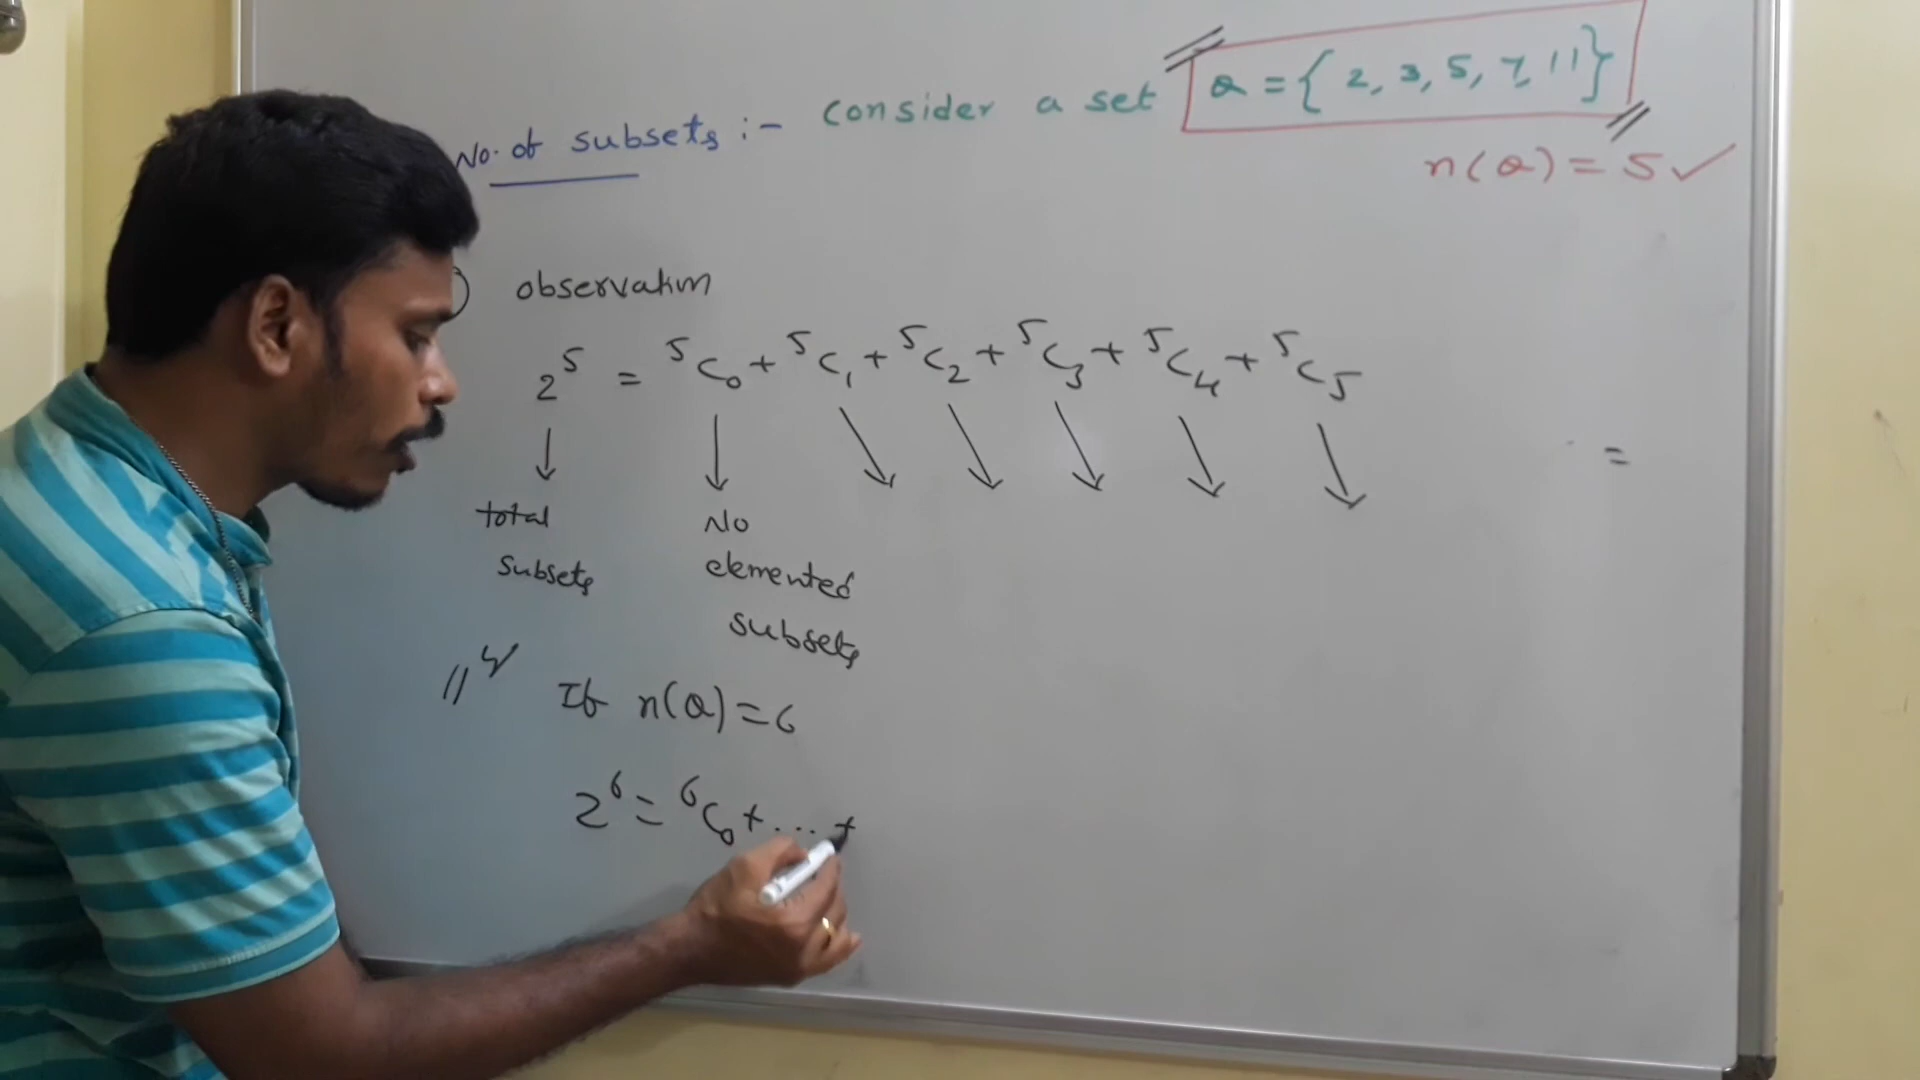 No. of subsets :- consider a set Q = { 2, 3, 5, 7, 11 }
n(Q) = 5 ✓
observation
2⁵ = ⁵C₀ + ⁵C₁ + ⁵C₂ + ⁵C₃ + ⁵C₄ + ⁵C₅
=
total No
subsets elemented
subsets
If n(Q) = 6
2⁶ = ⁶C₀ + ... +